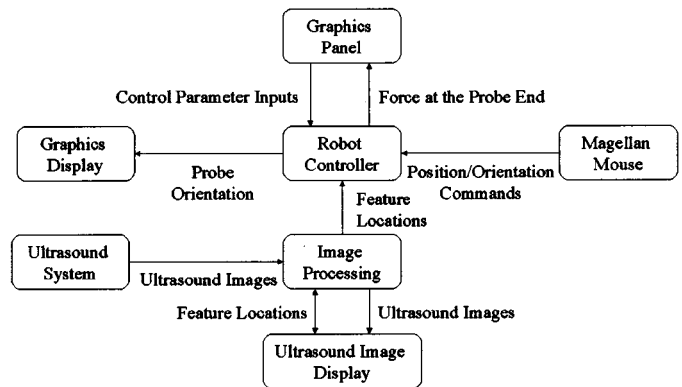 Graphics
Panel
Control Parameter Inputs
Force at the Probe End
Graphics
Display
Robot
Controller
Magellan
Mouse
Probe
Orientation
Position/Orientation
Commands
Feature
Locations
Ultrasound
System
Image
Processing
Ultrasound Images
Feature Locations
Ultrasound Images
Ultrasound Image
Display